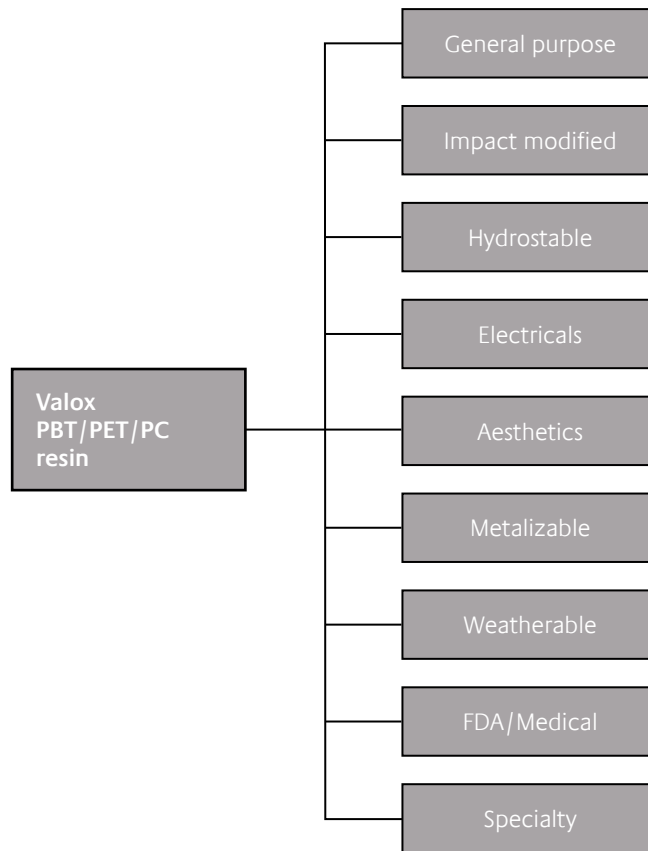 General purpose
Impact modified
Hydrostable
Electricals
Valox
PBT/PET/PC
resin
Aesthetics
Metalizable
Weatherable
FDA/Medical
Specialty